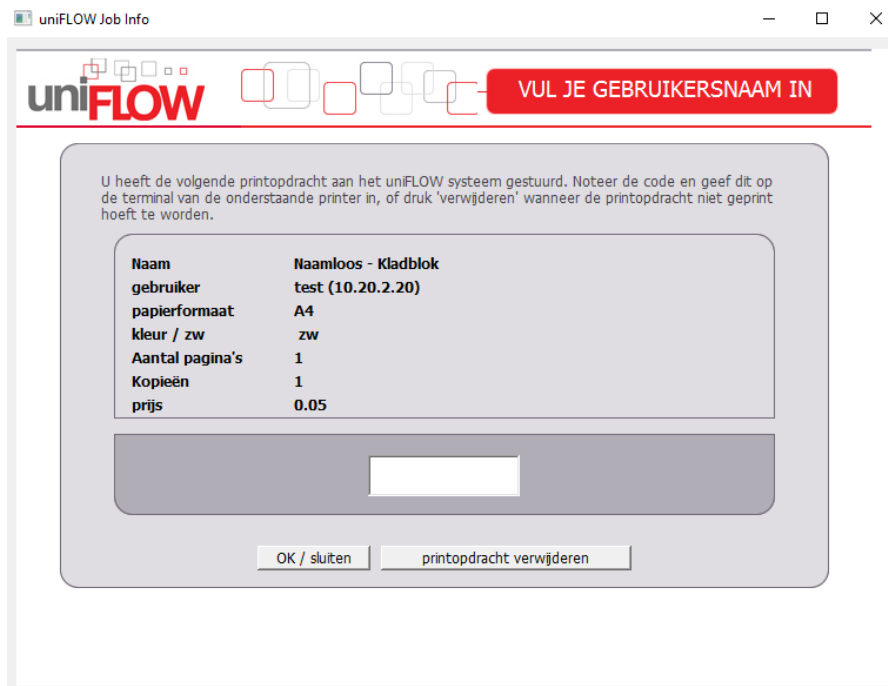 uniFLOW Job Info
uniFLOW
VUL JE GEBRUIKERSNAAM IN
U heeft de volgende printopdracht aan het uniFLOW systeem gestuurd. Noteer de code en geef dit op
de terminal van de onderstaande printer in, of druk 'verwijderen' wanneer de printopdracht niet geprint
hoeft te worden.
Naam Naamloos - Kladblok
gebruiker test (10.20.2.20)
papierformaat A4
kleur / zw zw
Aantal pagina's 1
Kopieën 1
prijs 0.05
OK / sluiten printopdracht verwijderen